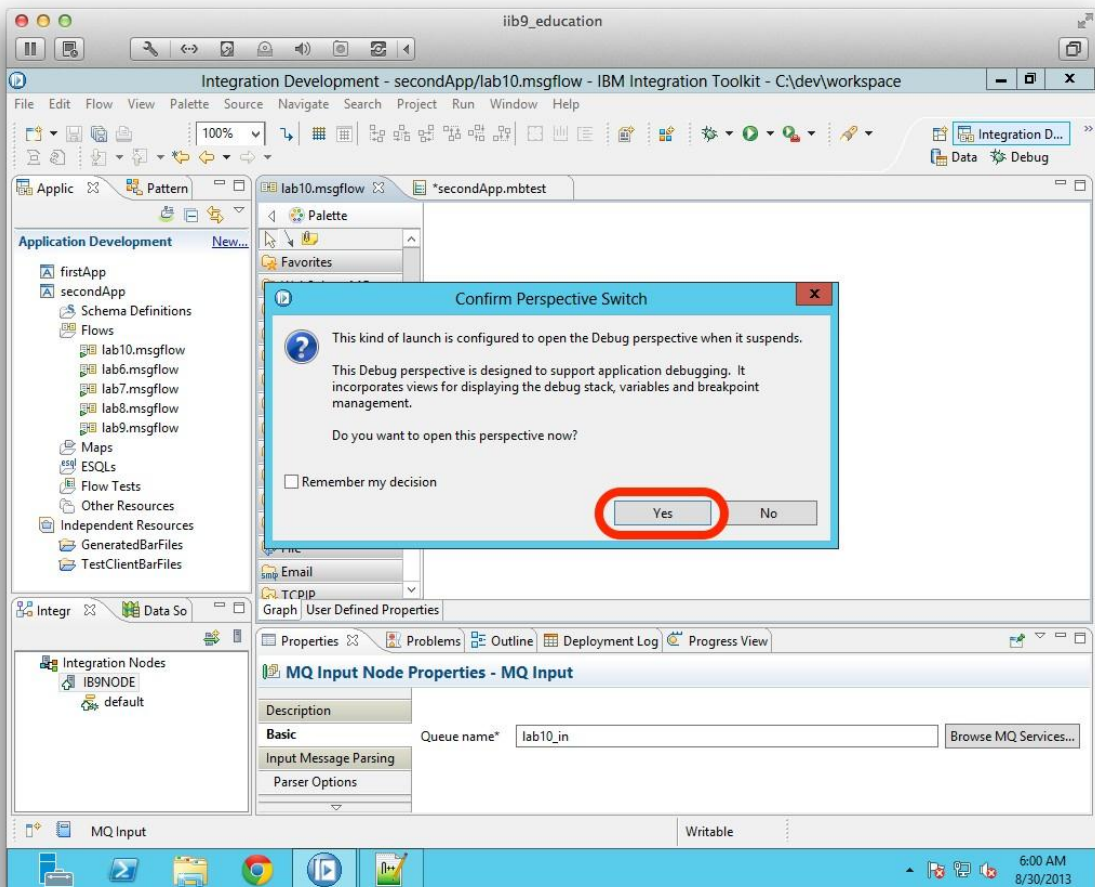 iib9_education
Integration Development - secondApp/lab10.msgflow - IBM Integration Toolkit - C:\dev\workspace
File Edit Flow View Palette Source Navigate Search Project Run Window Help
100%
Integration D...
Data Debug
Applic Pattern
lab10.msgflow *secondApp.mbtest
Palette
Application Development New...
Favorites
firstApp
secondApp
Schema Definitions
Flows
lab10.msgflow
lab6.msgflow
lab7.msgflow
lab8.msgflow
lab9.msgflow
Maps
ESQLs
Flow Tests
Other Resources
Independent Resources
GeneratedBarFiles
TestClientBarFiles
Confirm Perspective Switch
This kind of launch is configured to open the Debug perspective when it suspends.
This Debug perspective is designed to support application debugging. It
incorporates views for displaying the debug stack, variables and breakpoint
management.
Do you want to open this perspective now?
Remember my decision
Yes No
Email
TCPIP
Graph User Defined Properties
Integr Data So
Integration Nodes
IB9NODE
default
Properties Problems Outline Deployment Log Progress View
MQ Input Node Properties - MQ Input
Description
Basic
Queue name* lab10_in Browse MQ Services...
Input Message Parsing
Parser Options
MQ Input Writable
6:00 AM
8/30/2013